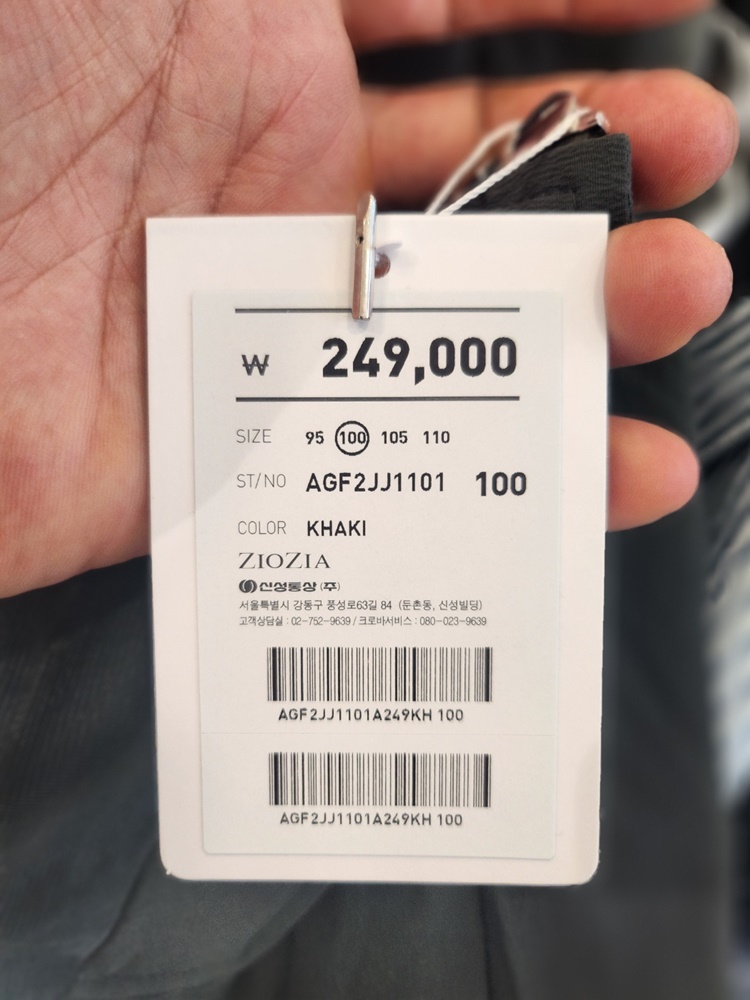 ₩ 249,000
SIZE 95 100 105 110
ST/NO AGF2JJ1101 100
COLOR KHAKI
ZIOZIA
신성통상 (주)
서울특별시 강동구 풍성로63길 84 (둔촌동, 신성빌딩)
고객상담실 : 02-752-9639 / 크로바서비스 : 080-023-9639
AGF2JJ1101A249KH 100
AGF2JJ1101A249KH 100